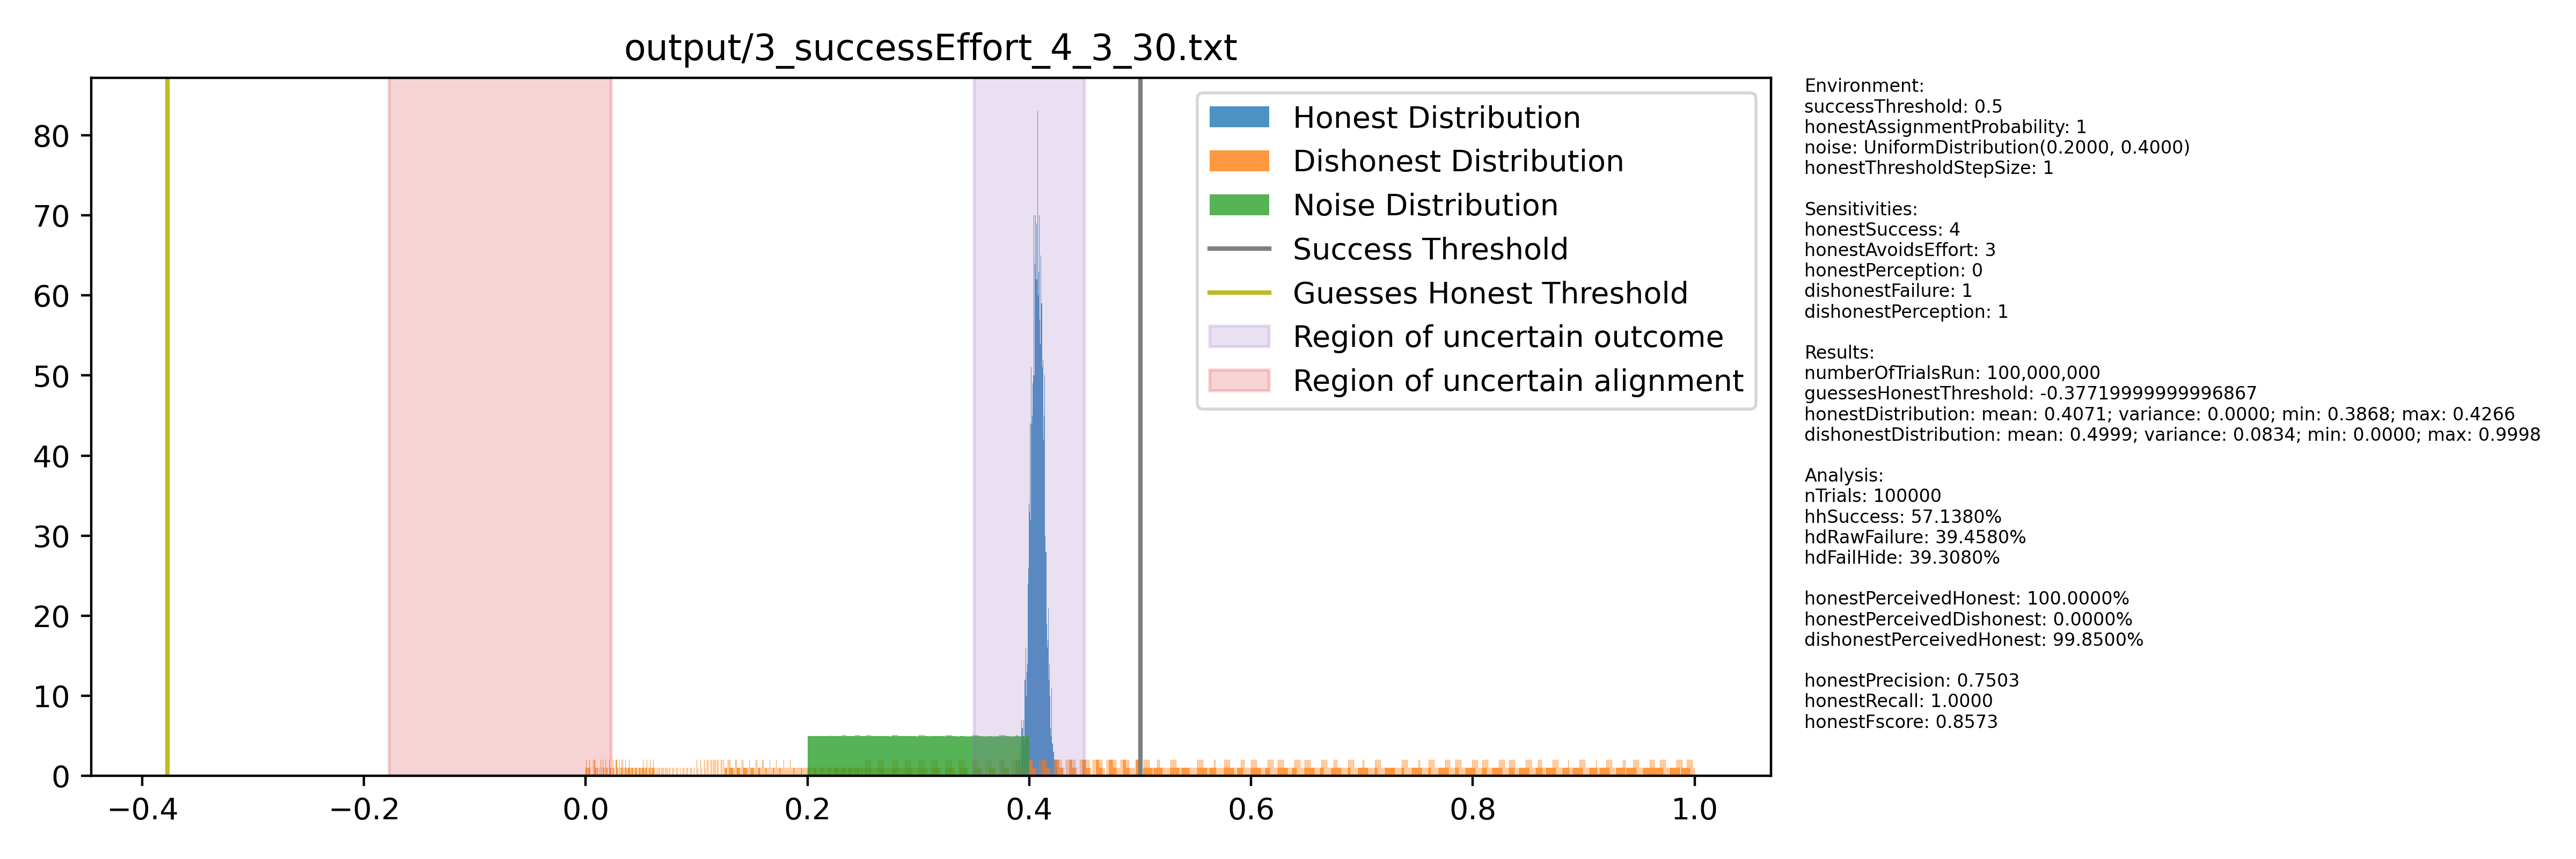 output/3_successEffort_4_3_30.txt
80
70
60
50
40
30
20
10
0
−0.4
−0.2
0.0
0.2
0.4
0.6
0.8
1.0
Honest Distribution
Dishonest Distribution
Noise Distribution
Success Threshold
Guesses Honest Threshold
Region of uncertain outcome
Region of uncertain alignment
Environment:
successThreshold: 0.5
honestAssignmentProbability: 1
noise: UniformDistribution(0.2000, 0.4000)
honestThresholdStepSize: 1
Sensitivities:
honestSuccess: 4
honestAvoidsEffort: 3
honestPerception: 0
dishonestFailure: 1
dishonestPerception: 1
Results:
numberOfTrialsRun: 100,000,000
guessesHonestThreshold: -0.37719999999996867
honestDistribution: mean: 0.4071; variance: 0.0000; min: 0.3868; max: 0.4266
dishonestDistribution: mean: 0.4999; variance: 0.0834; min: 0.0000; max: 0.9998
Analysis:
nTrials: 100000
hhSuccess: 57.1380%
hdRawFailure: 39.4580%
hdFailHide: 39.3080%
honestPerceivedHonest: 100.0000%
honestPerceivedDishonest: 0.0000%
dishonestPerceivedHonest: 99.8500%
honestPrecision: 0.7503
honestRecall: 1.0000
honestFscore: 0.8573